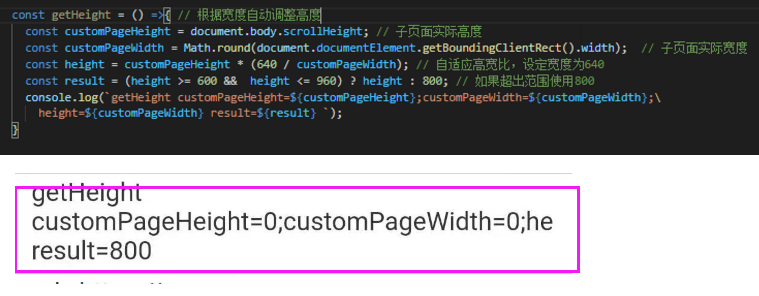 const getHeight = () =>{ // 根据宽度自动调整高度
const customPageHeight = document.body.scrollHeight; // 子页面实际高度
const customPageWidth = Math.round(document.documentElement.getBoundingClientRect().width); // 子页面实际宽度
const height = customPageHeight * (640 / customPageWidth); // 自适应高宽比，设定宽度为640
const result = (height >= 600 && height <= 960) ? height : 800; // 如果超出范围使用800
console.log(`getHeight customPageHeight=${customPageHeight};customPageWidth=${customPageWidth};\
height=${customPageWidth} result=${result} `);
}
getHeight
customPageHeight=0;customPageWidth=0;he
result=800